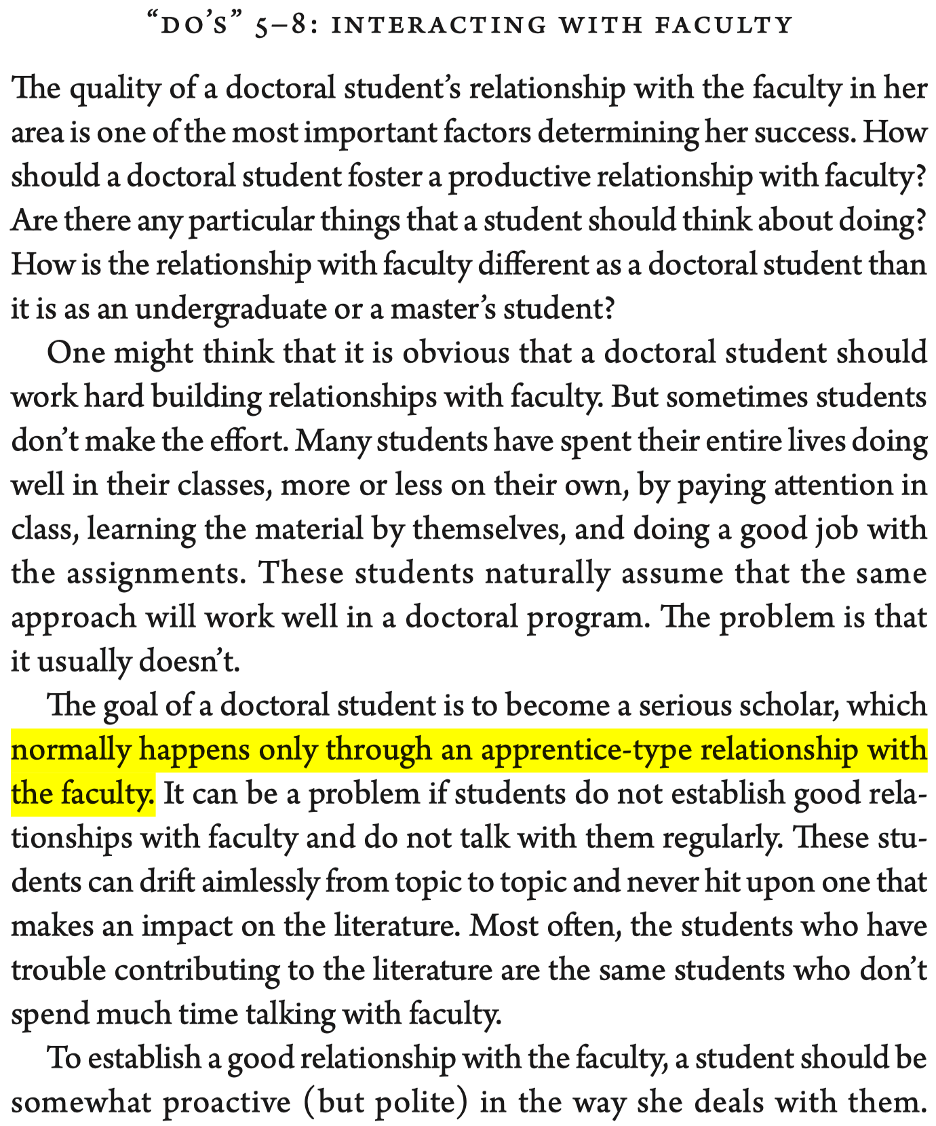 “DO’S” 5–8: INTERACTING WITH FACULTY
The quality of a doctoral student’s relationship with the faculty in her
area is one of the most important factors determining her success. How
should a doctoral student foster a productive relationship with faculty?
Are there any particular things that a student should think about doing?
How is the relationship with faculty different as a doctoral student than
it is as an undergraduate or a master’s student?
One might think that it is obvious that a doctoral student should
work hard building relationships with faculty. But sometimes students
don’t make the effort. Many students have spent their entire lives doing
well in their classes, more or less on their own, by paying attention in
class, learning the material by themselves, and doing a good job with
the assignments. These students naturally assume that the same
approach will work well in a doctoral program. The problem is that
it usually doesn’t.
The goal of a doctoral student is to become a serious scholar, which
normally happens only through an apprentice-type relationship with
the faculty. It can be a problem if students do not establish good rela-
tionships with faculty and do not talk with them regularly. These stu-
dents can drift aimlessly from topic to topic and never hit upon one that
makes an impact on the literature. Most often, the students who have
trouble contributing to the literature are the same students who don’t
spend much time talking with faculty.
To establish a good relationship with the faculty, a student should be
somewhat proactive (but polite) in the way she deals with them.